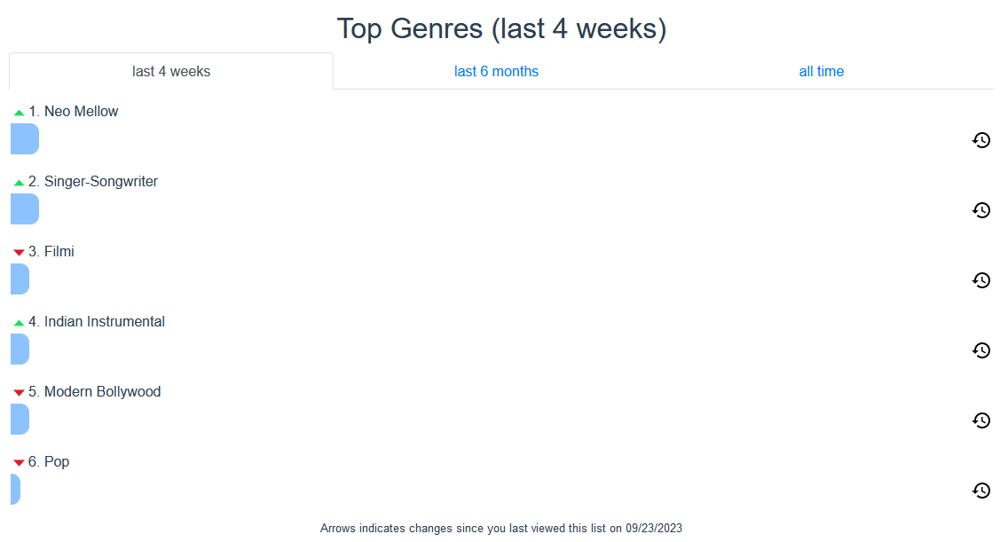 Top Genres (last 4 weeks)
last 4 weeks
last 6 months
all time
1. Neo Mellow
2. Singer-Songwriter
3. Filmi
4. Indian Instrumental
5. Modern Bollywood
6. Pop
Arrows indicates changes since you last viewed this list on 09/23/2023